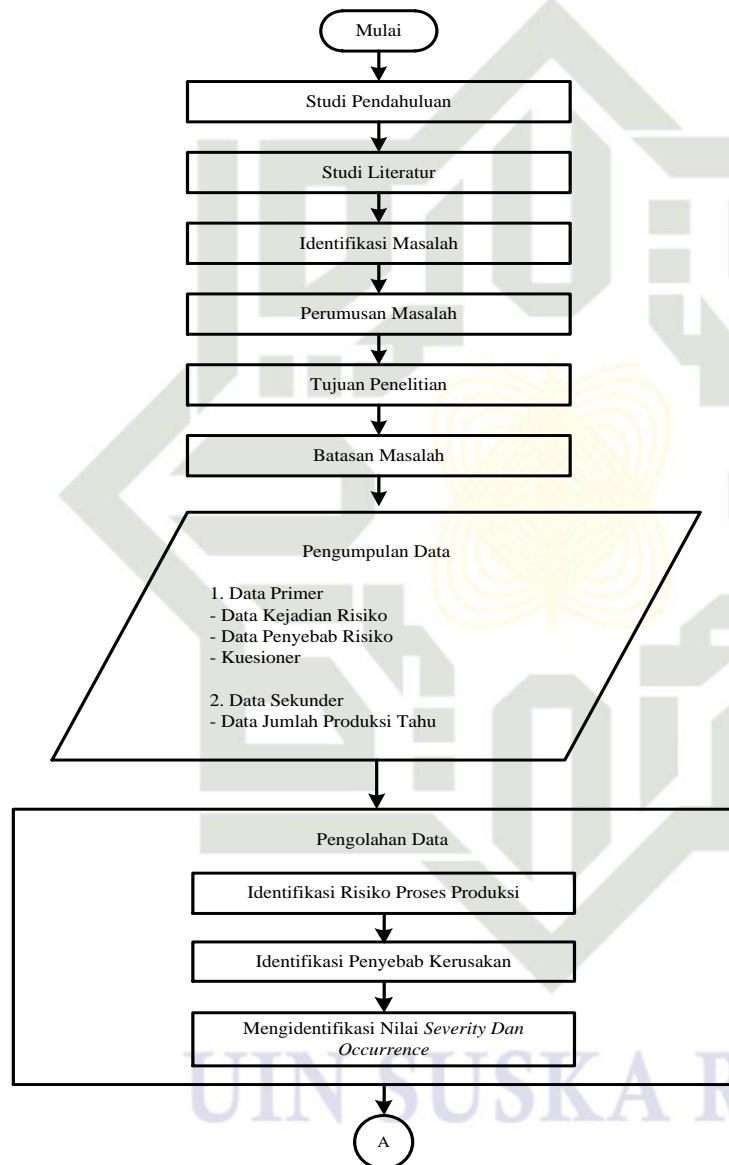 Mulai
Studi Pendahuluan
Studi Literatur
Identifikasi Masalah
Perumusan Masalah
Tujuan Penelitian
Batasan Masalah
Pengumpulan Data
1. Data Primer
- Data Kejadian Risiko
- Data Penyebab Risiko
- Kuesioner
2. Data Sekunder
- Data Jumlah Produksi Tahu
Pengolahan Data
Identifikasi Risiko Proses Produksi
Identifikasi Penyebab Kerusakan
Mengidentifikasi Nilai Severity Dan
Occurrence
UIN SUSKA R
A